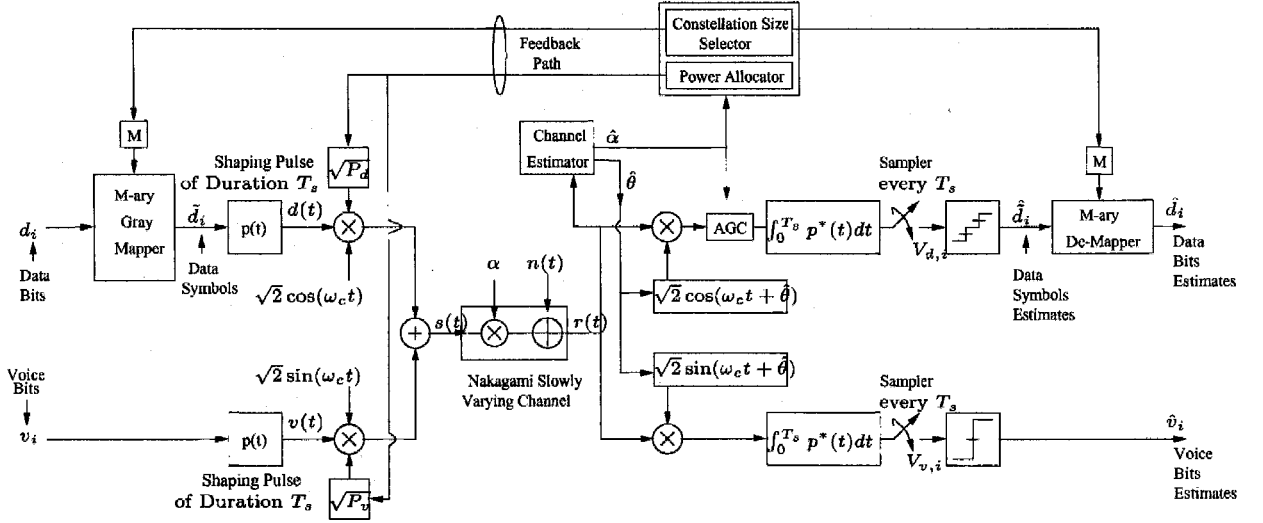 Constellation Size
Selector
Feedback
Path
Power Allocator
M
Channel
Estimator
α̂
θ̂
M
Shaping Pulse
of Duration T_s
√P_d
Sampler
every T_s
M-ary
Gray
Mapper
d_i
d̃_i
p(t)
d(t)
AGC
∫_0^{T_s} p*(t)dt
V_{d,i}
d̃̂_i
M-ary
De-Mapper
d̂_i
Data
Bits
Data
Symbols
√2 cos(ω_c t)
α
n(t)
√2 cos(ω_c t + θ̂)
Data
Symbols
Estimates
Data
Bits
Estimates
s(t)
r(t)
√2 sin(ω_c t + θ̂)
Voice
Bits
√2 sin(ω_c t)
Nakagami Slowly
Varying Channel
Sampler
every T_s
v_i
p(t)
v(t)
∫_0^{T_s} p*(t)dt
V_{v,i}
v̂_i
Shaping Pulse
of Duration T_s
√P_v
Voice
Bits
Estimates